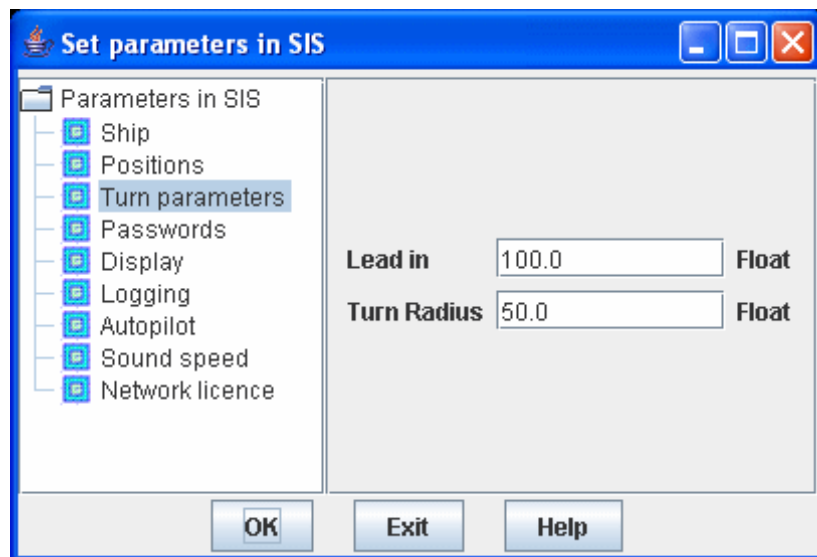 Set parameters in SIS
Parameters in SIS
Ship
Positions
Turn parameters
Passwords
Display
Logging
Autopilot
Sound speed
Network licence
Lead in 100.0 Float
Turn Radius 50.0 Float
OK Exit Help